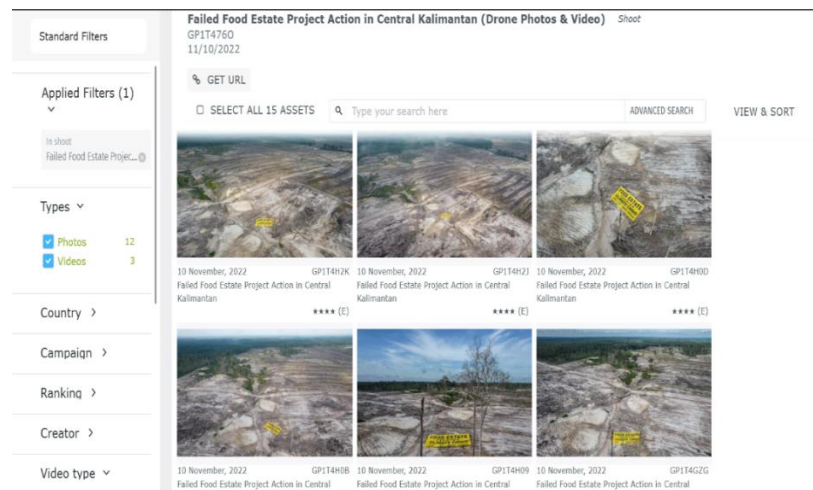 Failed Food Estate Project Action in Central Kalimantan (Drone Photos & Video) Shoot
GP1T476O
11/10/2022
GET URL
SELECT ALL 15 ASSETS
Type your search here
ADVANCED SEARCH
VIEW & SORT
Standard Filters
Applied Filters (1)
In shoot
Failed Food Estate Projec...
Types
Photos 12
Videos 3
Country
Campaign
Ranking
Creator
Video type
10 November, 2022 GP1T4H2K
Failed Food Estate Project Action in Central
Kalimantan
★★★★ (E)
10 November, 2022 GP1T4H2J
Failed Food Estate Project Action in Central
Kalimantan
★★★★ (E)
FOOD ESTATE
10 November, 2022 GP1T4H0D
Failed Food Estate Project Action in Central
Kalimantan
★★★★ (E)
10 November, 2022 GP1T4H0B
Failed Food Estate Project Action in Central
FOOD ESTATE
10 November, 2022 GP1T4H09
Failed Food Estate Project Action in Central
FOOD ESTATE
10 November, 2022 GP1T4GZG
Failed Food Estate Project Action in Central